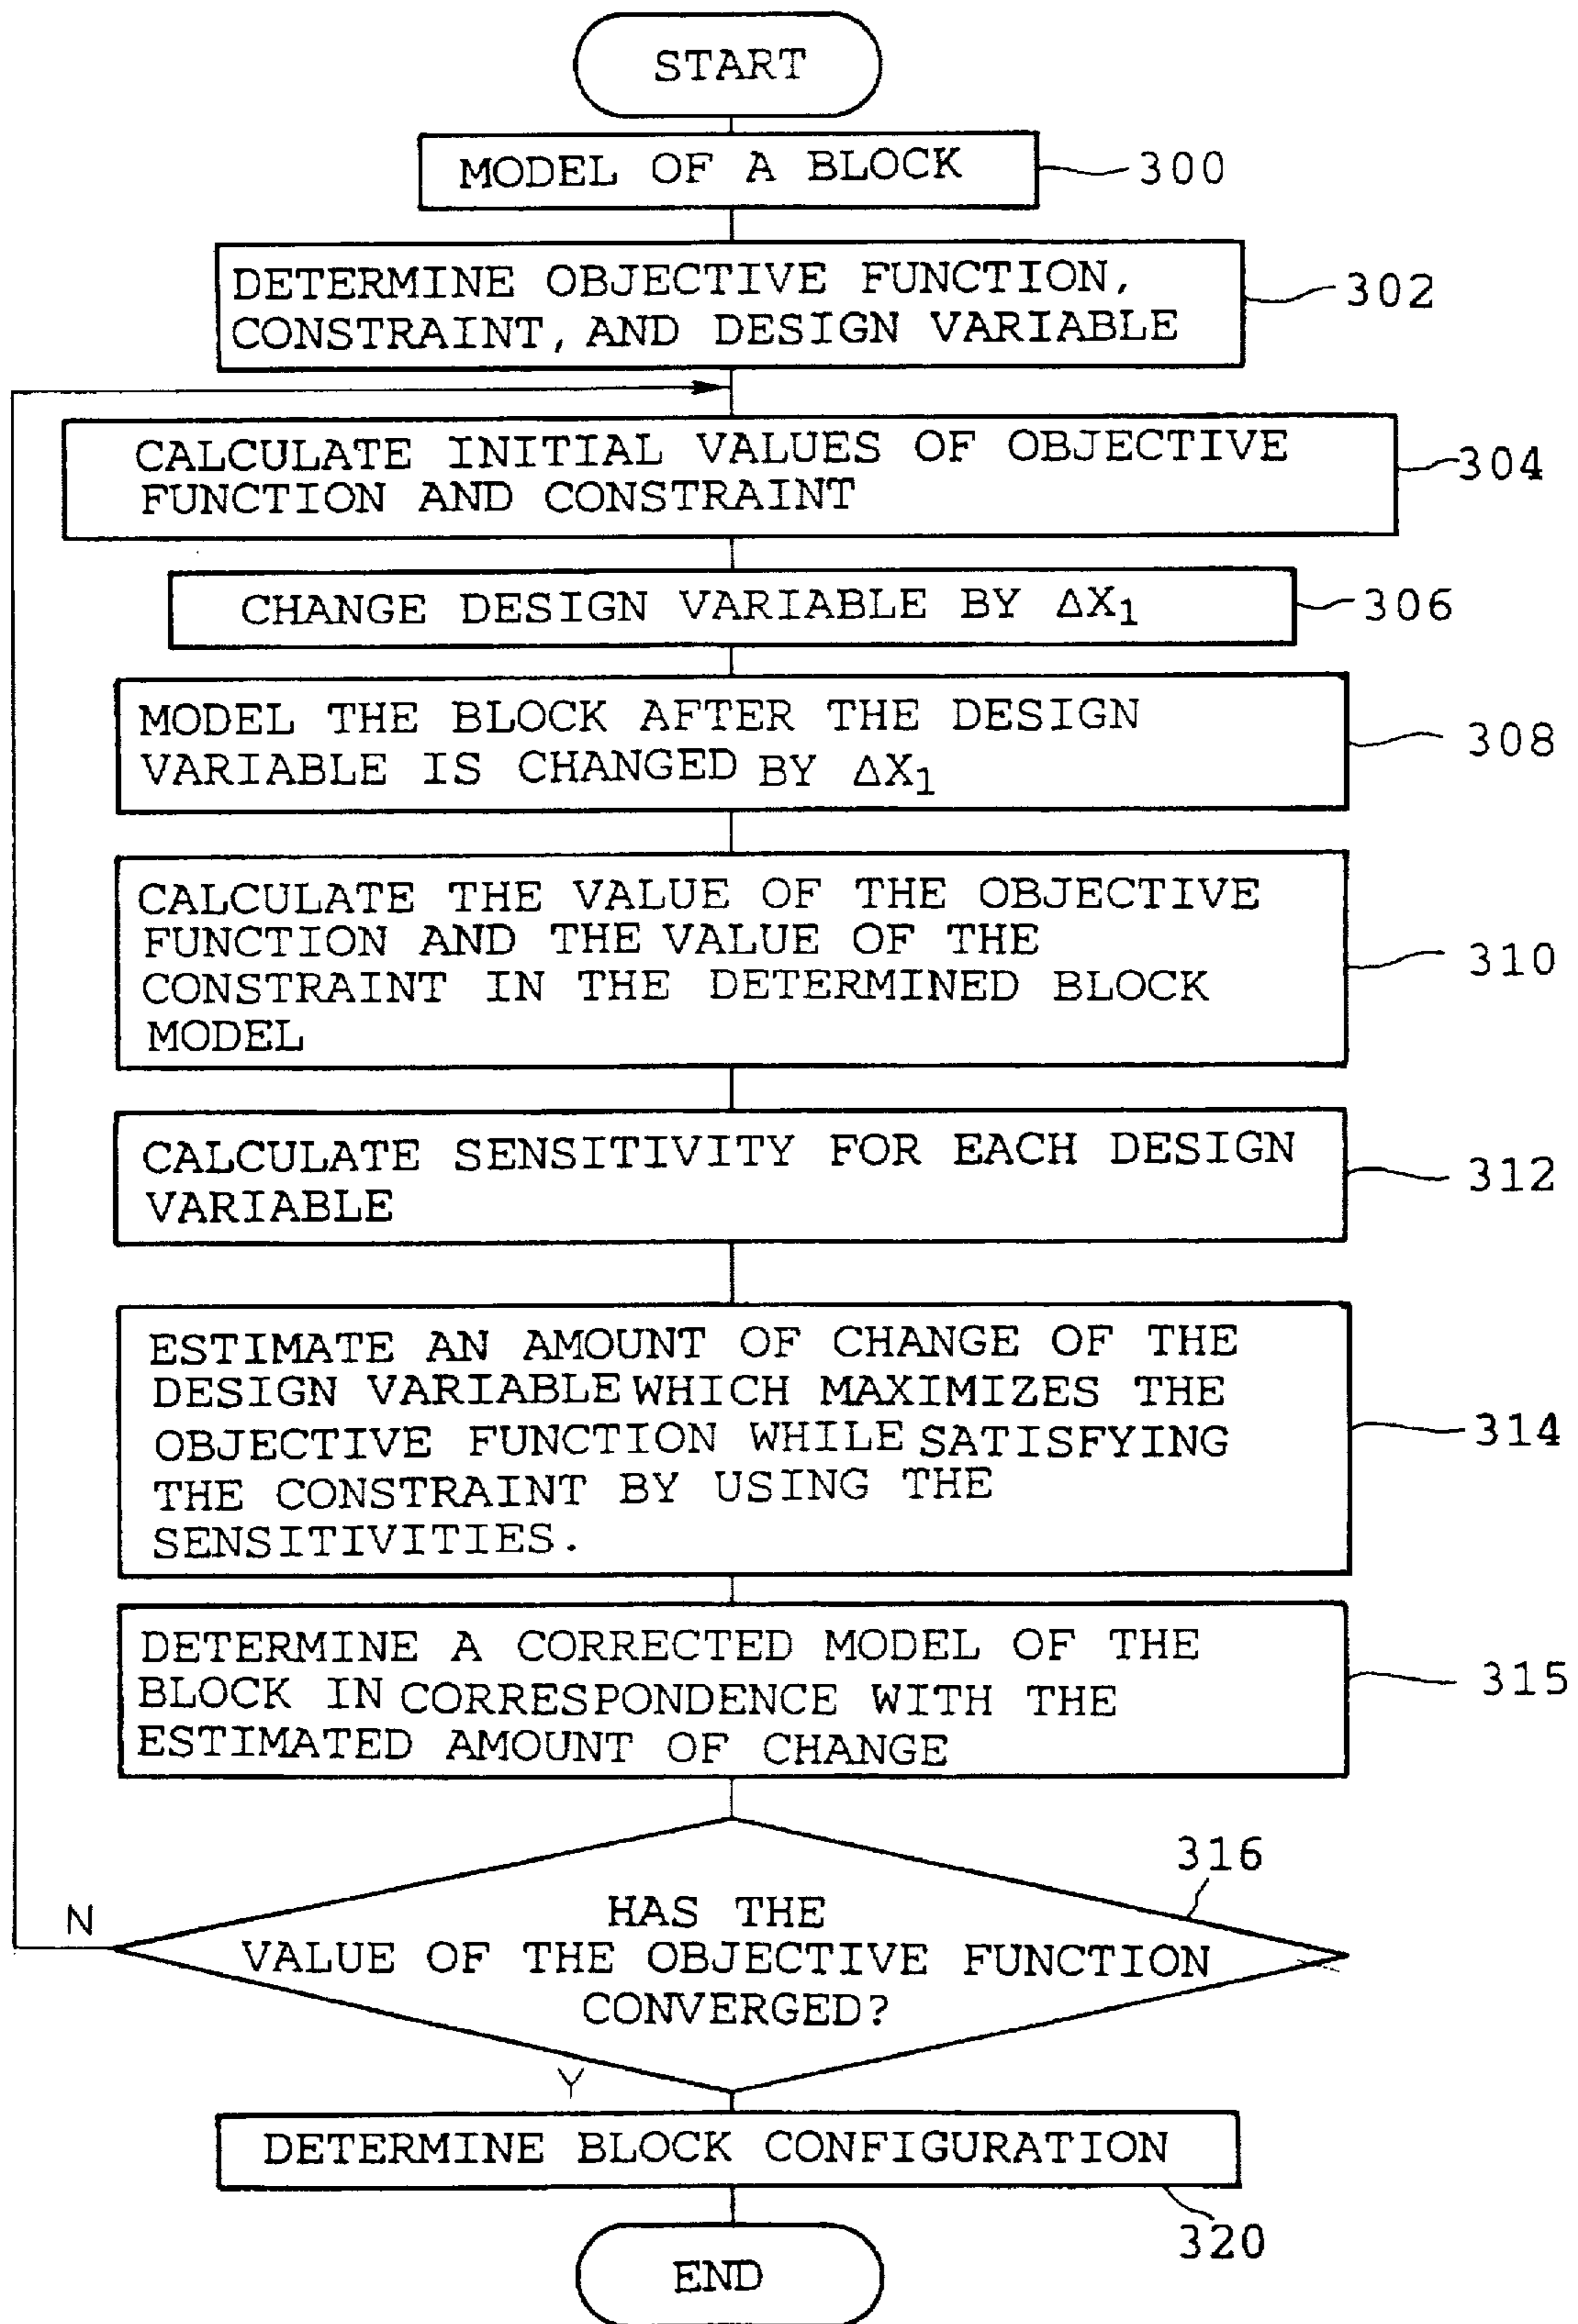 START
MODEL OF A BLOCK
300
DETERMINE OBJECTIVE FUNCTION,
CONSTRAINT, AND DESIGN VARIABLE
302
CALCULATE INITIAL VALUES OF OBJECTIVE
FUNCTION AND CONSTRAINT
304
CHANGE DESIGN VARIABLE BY ΔX₁
306
MODEL THE BLOCK AFTER THE DESIGN
VARIABLE IS CHANGED BY ΔX₁
308
CALCULATE THE VALUE OF THE OBJECTIVE
FUNCTION AND THE VALUE OF THE
CONSTRAINT IN THE DETERMINED BLOCK
MODEL
310
CALCULATE SENSITIVITY FOR EACH DESIGN
VARIABLE
312
ESTIMATE AN AMOUNT OF CHANGE OF THE
DESIGN VARIABLE WHICH MAXIMIZES THE
OBJECTIVE FUNCTION WHILE SATISFYING
THE CONSTRAINT BY USING THE
SENSITIVITIES.
314
DETERMINE A CORRECTED MODEL OF THE
BLOCK IN CORRESPONDENCE WITH THE
ESTIMATED AMOUNT OF CHANGE
315
316
N
HAS THE
VALUE OF THE OBJECTIVE FUNCTION
CONVERGED?
Y
DETERMINE BLOCK CONFIGURATION
320
END